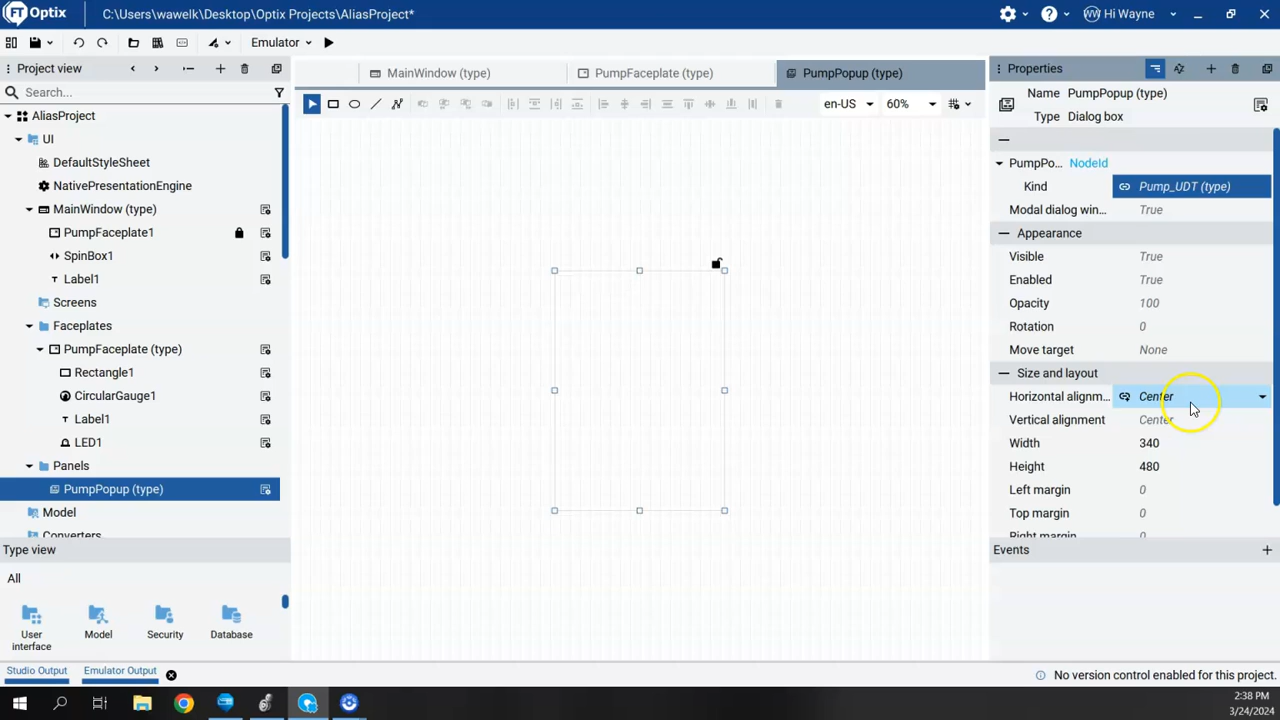 FTOptix
C:\Users\wawelk\Desktop\Optix Projects\AliasProject*
WW Hi Wayne
Emulator
Project view
Search...
AliasProject
UI
DefaultStyleSheet
NativePresentationEngine
MainWindow (type)
PumpFaceplate1
SpinBox1
Label1
Screens
Faceplates
PumpFaceplate (type)
Rectangle1
CircularGauge1
Label1
LED1
Panels
PumpPopup (type)
Model
Converters
Type view
All
User interface
Model
Security
Database
MainWindow (type)
PumpFaceplate (type)
PumpPopup (type)
en-US
60%
Properties
Name PumpPopup (type)
Type Dialog box
PumpPo... NodeId
Kind Pump_UDT (type)
Modal dialog win... True
Appearance
Visible True
Enabled True
Opacity 100
Rotation 0
Move target None
Size and layout
Horizontal alignm... Center
Vertical alignment Center
Width 340
Height 480
Left margin 0
Top margin 0
Right margin 0
Events
Studio Output Emulator Output
No version control enabled for this project.
2:38 PM
3/24/2024